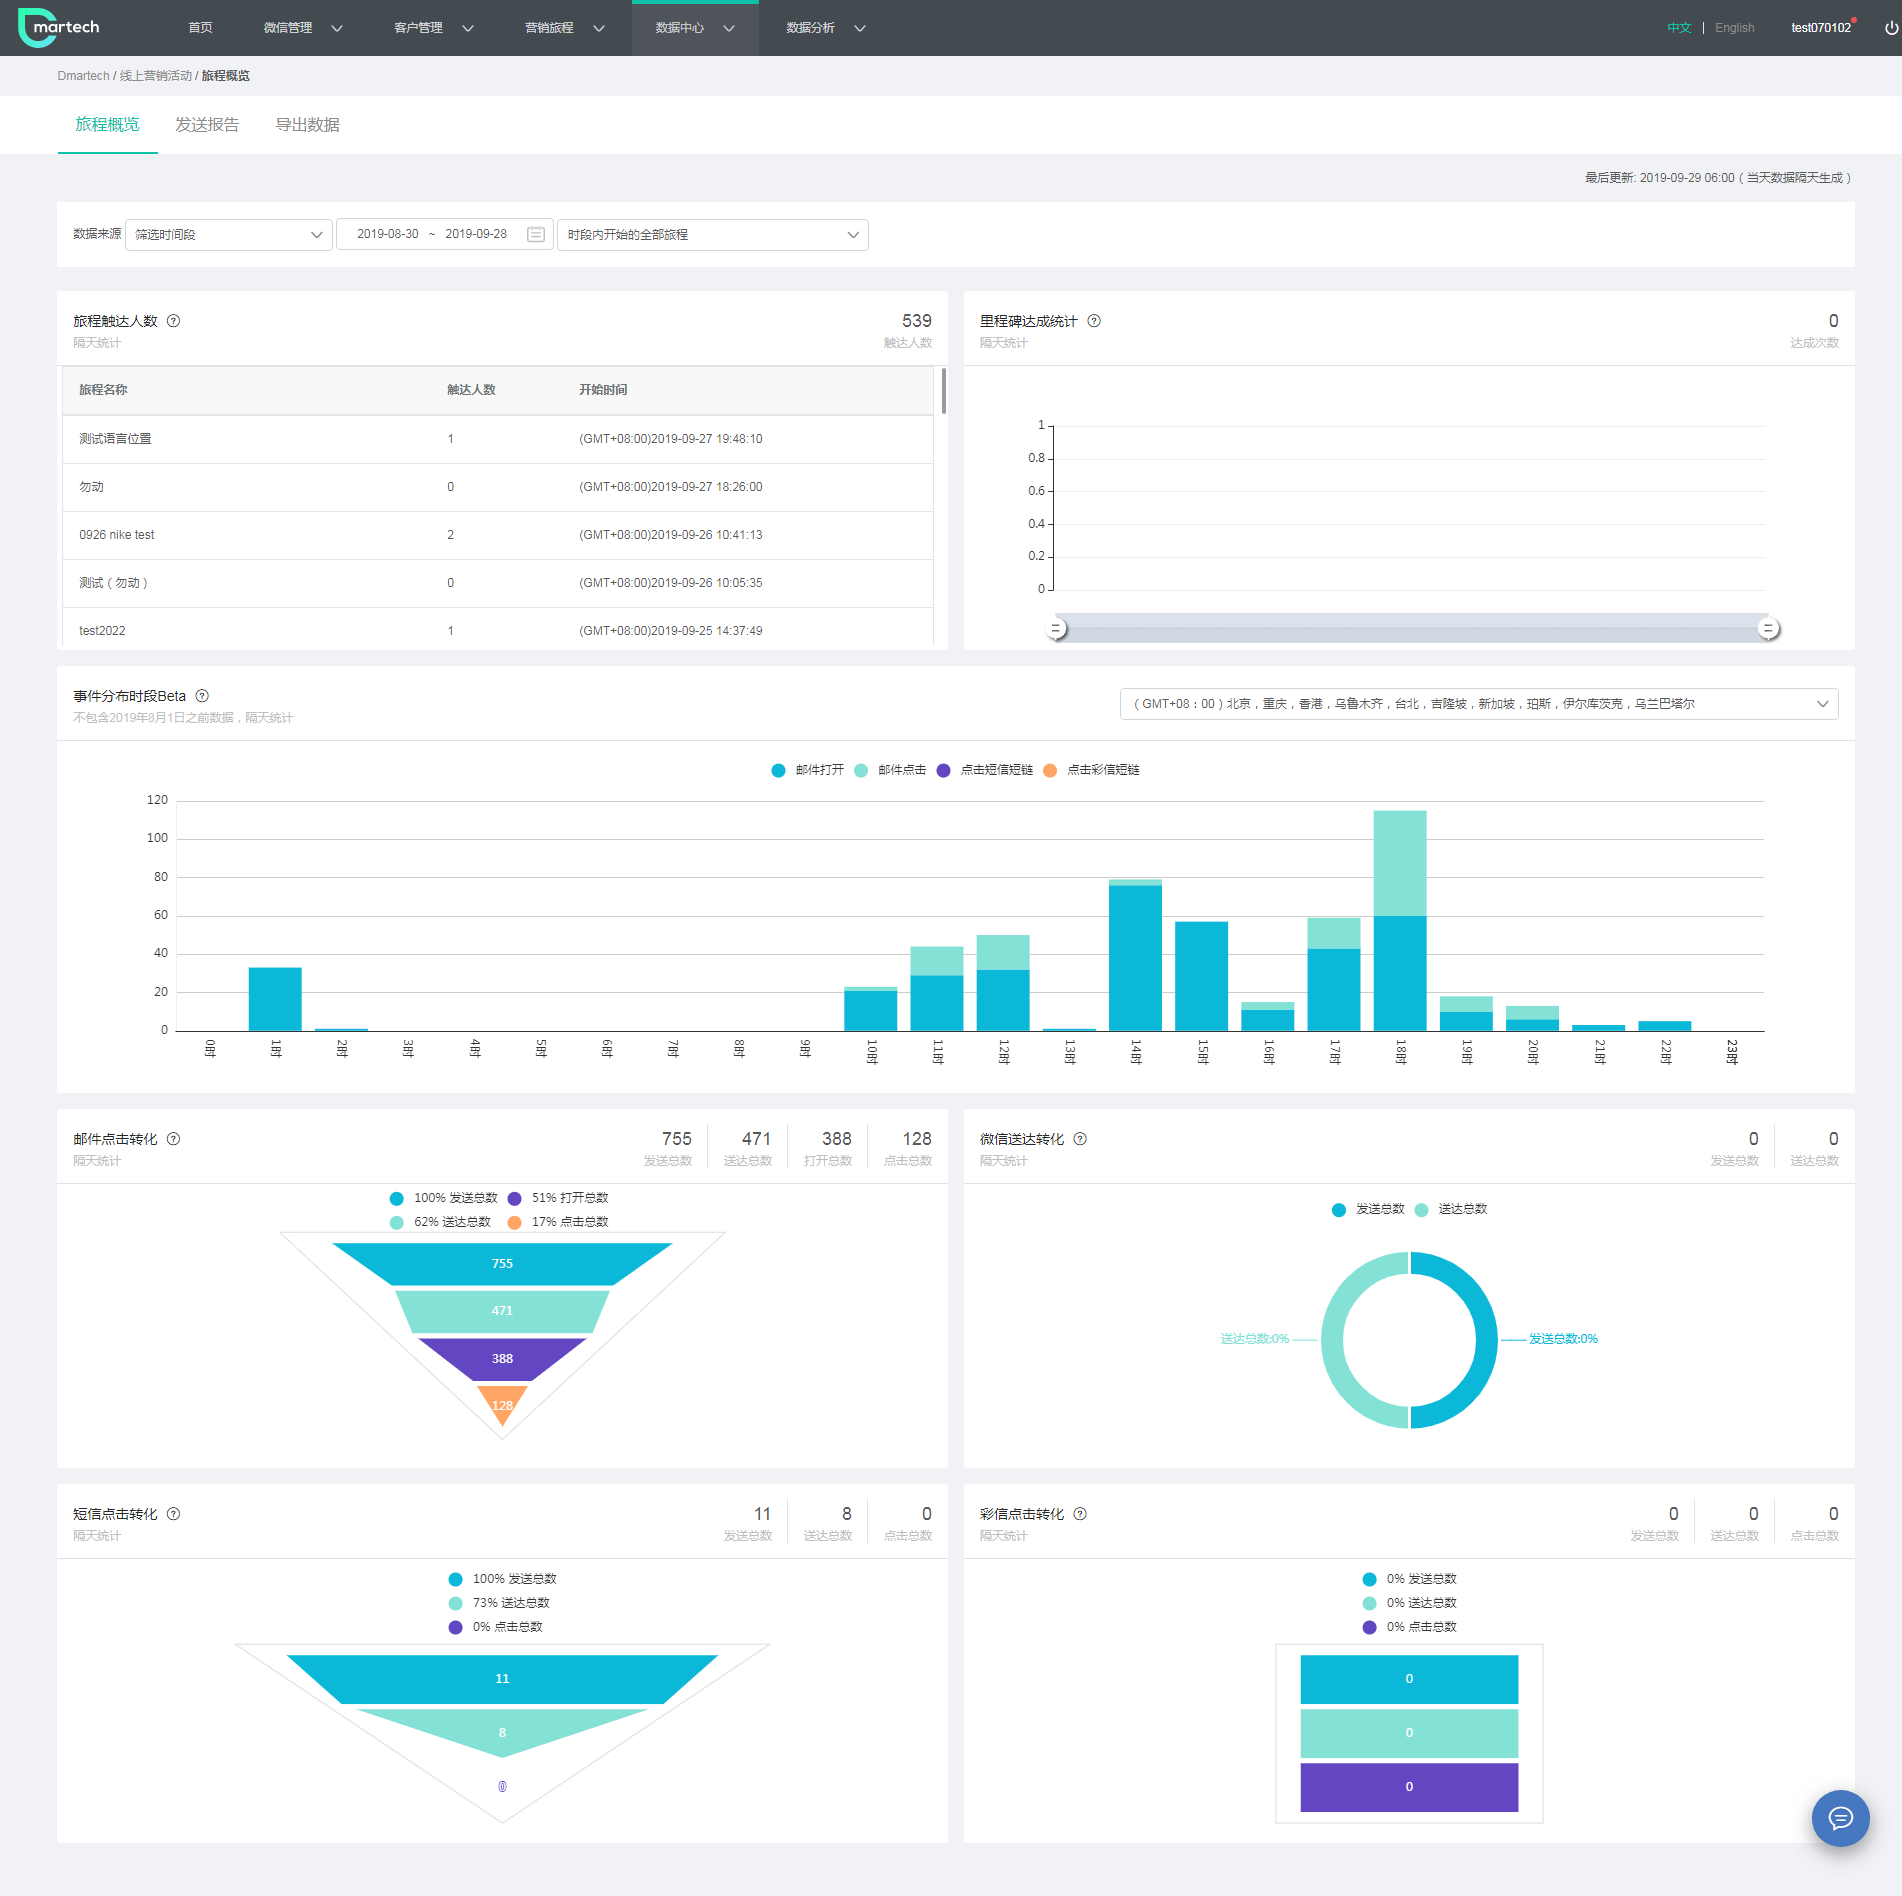 martech 首页 微信管理 客户管理 营销旅程 数据中心 数据分析 中文 | English test070102
Dmartech / 线上营销活动 / 旅程概览
旅程概览 发送报告 导出数据
最后更新: 2019-09-29 06:00 ( 当天数据隔天生成 )
数据来源 筛选时间段 2019-08-30 ~ 2019-09-28 时段内开始的全部旅程
旅程触达人数 539
隔天统计 触达人数
旅程名称 触达人数 开始时间
测试语言位置 1 (GMT+08:00)2019-09-27 19:48:10
勿动 0 (GMT+08:00)2019-09-27 18:26:00
0926 nike test 2 (GMT+08:00)2019-09-26 10:41:13
测试 ( 勿动 ) 0 (GMT+08:00)2019-09-26 10:05:35
test2022 1 (GMT+08:00)2019-09-25 14:37:49
里程碑达成统计 0
隔天统计 达成次数
1
0.8
0.6
0.4
0.2
0
事件分布时段Beta
不包含2019年8月1日之前数据，隔天统计
( GMT+08 : 00 ) 北京，重庆，香港，乌鲁木齐，台北，吉隆坡，新加坡，珀斯，伊尔库茨克，乌兰巴塔尔
邮件打开 邮件点击 点击短信短链 点击彩信短链
120
100
80
60
40
20
0
0时 1时 2时 3时 4时 5时 6时 7时 8时 9时 10时 11时 12时 13时 14时 15时 16时 17时 18时 19时 20时 21时 22时 23时
邮件点击转化 755 471 388 128
隔天统计 发送总数 送达总数 打开总数 点击总数
100% 发送总数 51% 打开总数
62% 送达总数 17% 点击总数
755
471
388
128
微信送达转化 0 0
隔天统计 发送总数 送达总数
发送总数 送达总数
送达总数:0% 发送总数:0%
短信点击转化 11 8 0
隔天统计 发送总数 送达总数 点击总数
100% 发送总数
73% 送达总数
0% 点击总数
11
8
0
彩信点击转化 0 0 0
隔天统计 发送总数 送达总数 点击总数
0% 发送总数
0% 送达总数
0% 点击总数
0
0
0